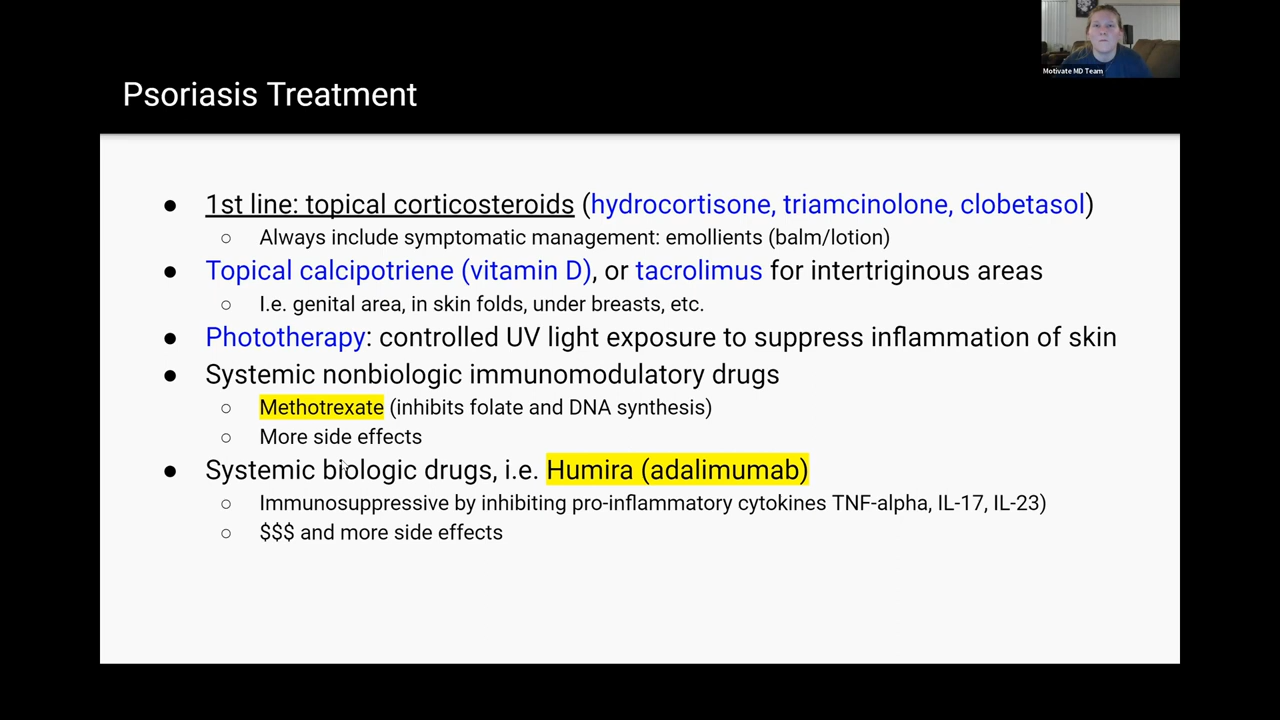 Motivate MD Team
Psoriasis Treatment
● 1st line: topical corticosteroids (hydrocortisone, triamcinolone, clobetasol)
○ Always include symptomatic management: emollients (balm/lotion)
● Topical calcipotriene (vitamin D), or tacrolimus for intertriginous areas
○ I.e. genital area, in skin folds, under breasts, etc.
● Phototherapy: controlled UV light exposure to suppress inflammation of skin
● Systemic nonbiologic immunomodulatory drugs
○ Methotrexate (inhibits folate and DNA synthesis)
○ More side effects
● Systemic biologic drugs, i.e. Humira (adalimumab)
○ Immunosuppressive by inhibiting pro-inflammatory cytokines TNF-alpha, IL-17, IL-23)
○ $$$ and more side effects